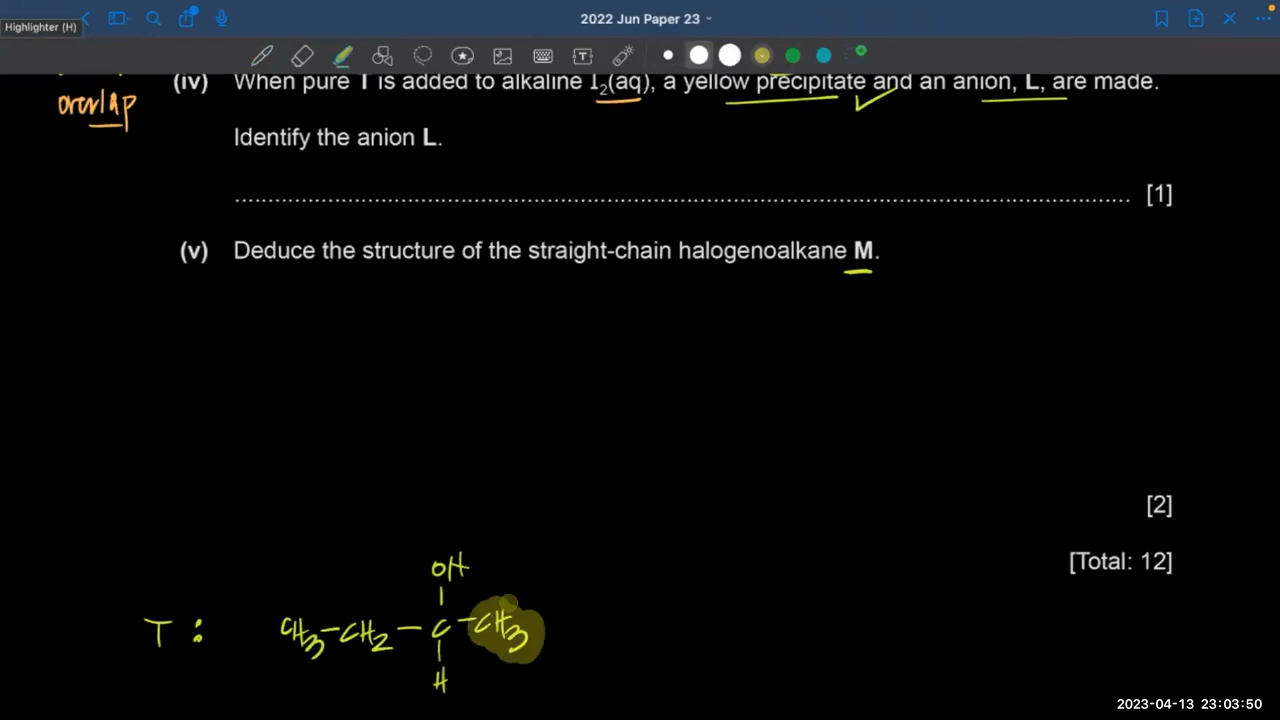 2022 Jun Paper 23
Highlighter (H)
overlap
(iv) When pure T is added to alkaline I₂(aq), a yellow precipitate and an anion, L, are made.
Identify the anion L.
................................................................................ [1]
(v) Deduce the structure of the straight-chain halogenoalkane M.
[2]
[Total: 12]
OH
T : CH₃-CH₂-C-CH₃
H
2023-04-13 23:03:50